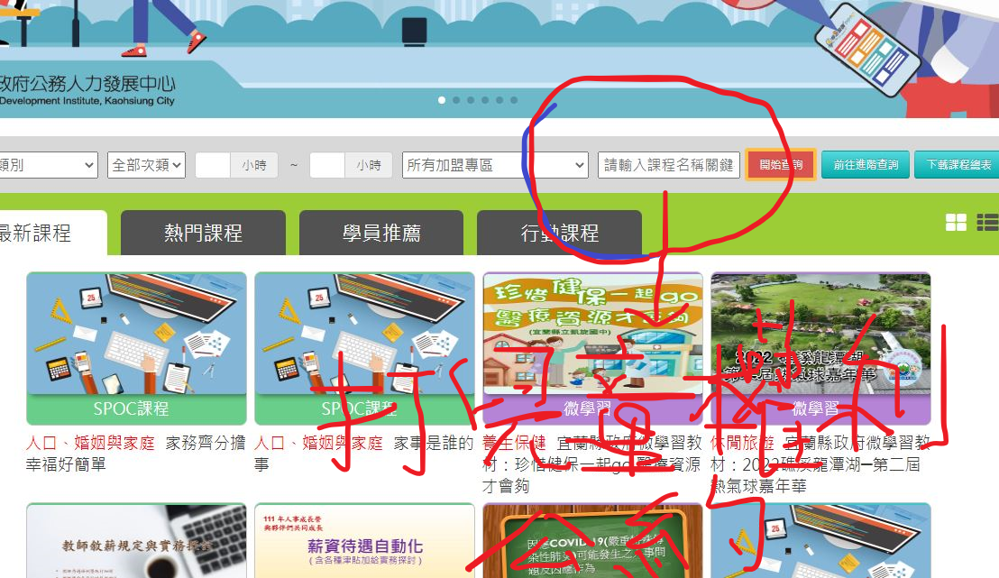 政府公務人力發展中心
Development Institute, Kaohsiung City
類別 全部次類 小時 ~ 小時 所有加盟專區 請輸入課程名稱關鍵 開始查詢 前往進階查詢 下載課程總表
最新課程 熱門課程 學員推薦 行動課程
25
SPOC課程
人口、婚姻與家庭 家務齊分擔
幸福好簡單
25
SPOC課程
人口、婚姻與家庭 家事是誰的
事
珍惜健保一起go
醫療資源才會夠
(宜蘭縣立凱旋國中)
微學習
養生保健 宜蘭縣政府微學習教
材：珍惜健保一起go 醫療資源
才會夠
2022 礁溪龍潭湖
第二屆熱氣球嘉年華
微學習
休閒旅遊 宜蘭縣政府微學習教
材：2022礁溪龍潭湖─第二屆
熱氣球嘉年華
教師敘薪規定與實務探討
111 年人事成長營
與夥伴們共同成長
薪資待遇自動化
(含各種津貼加給實務探討)
因應COVID-19(嚴重特殊傳
染性肺炎)可能發生之人事問
題及因應作為
25